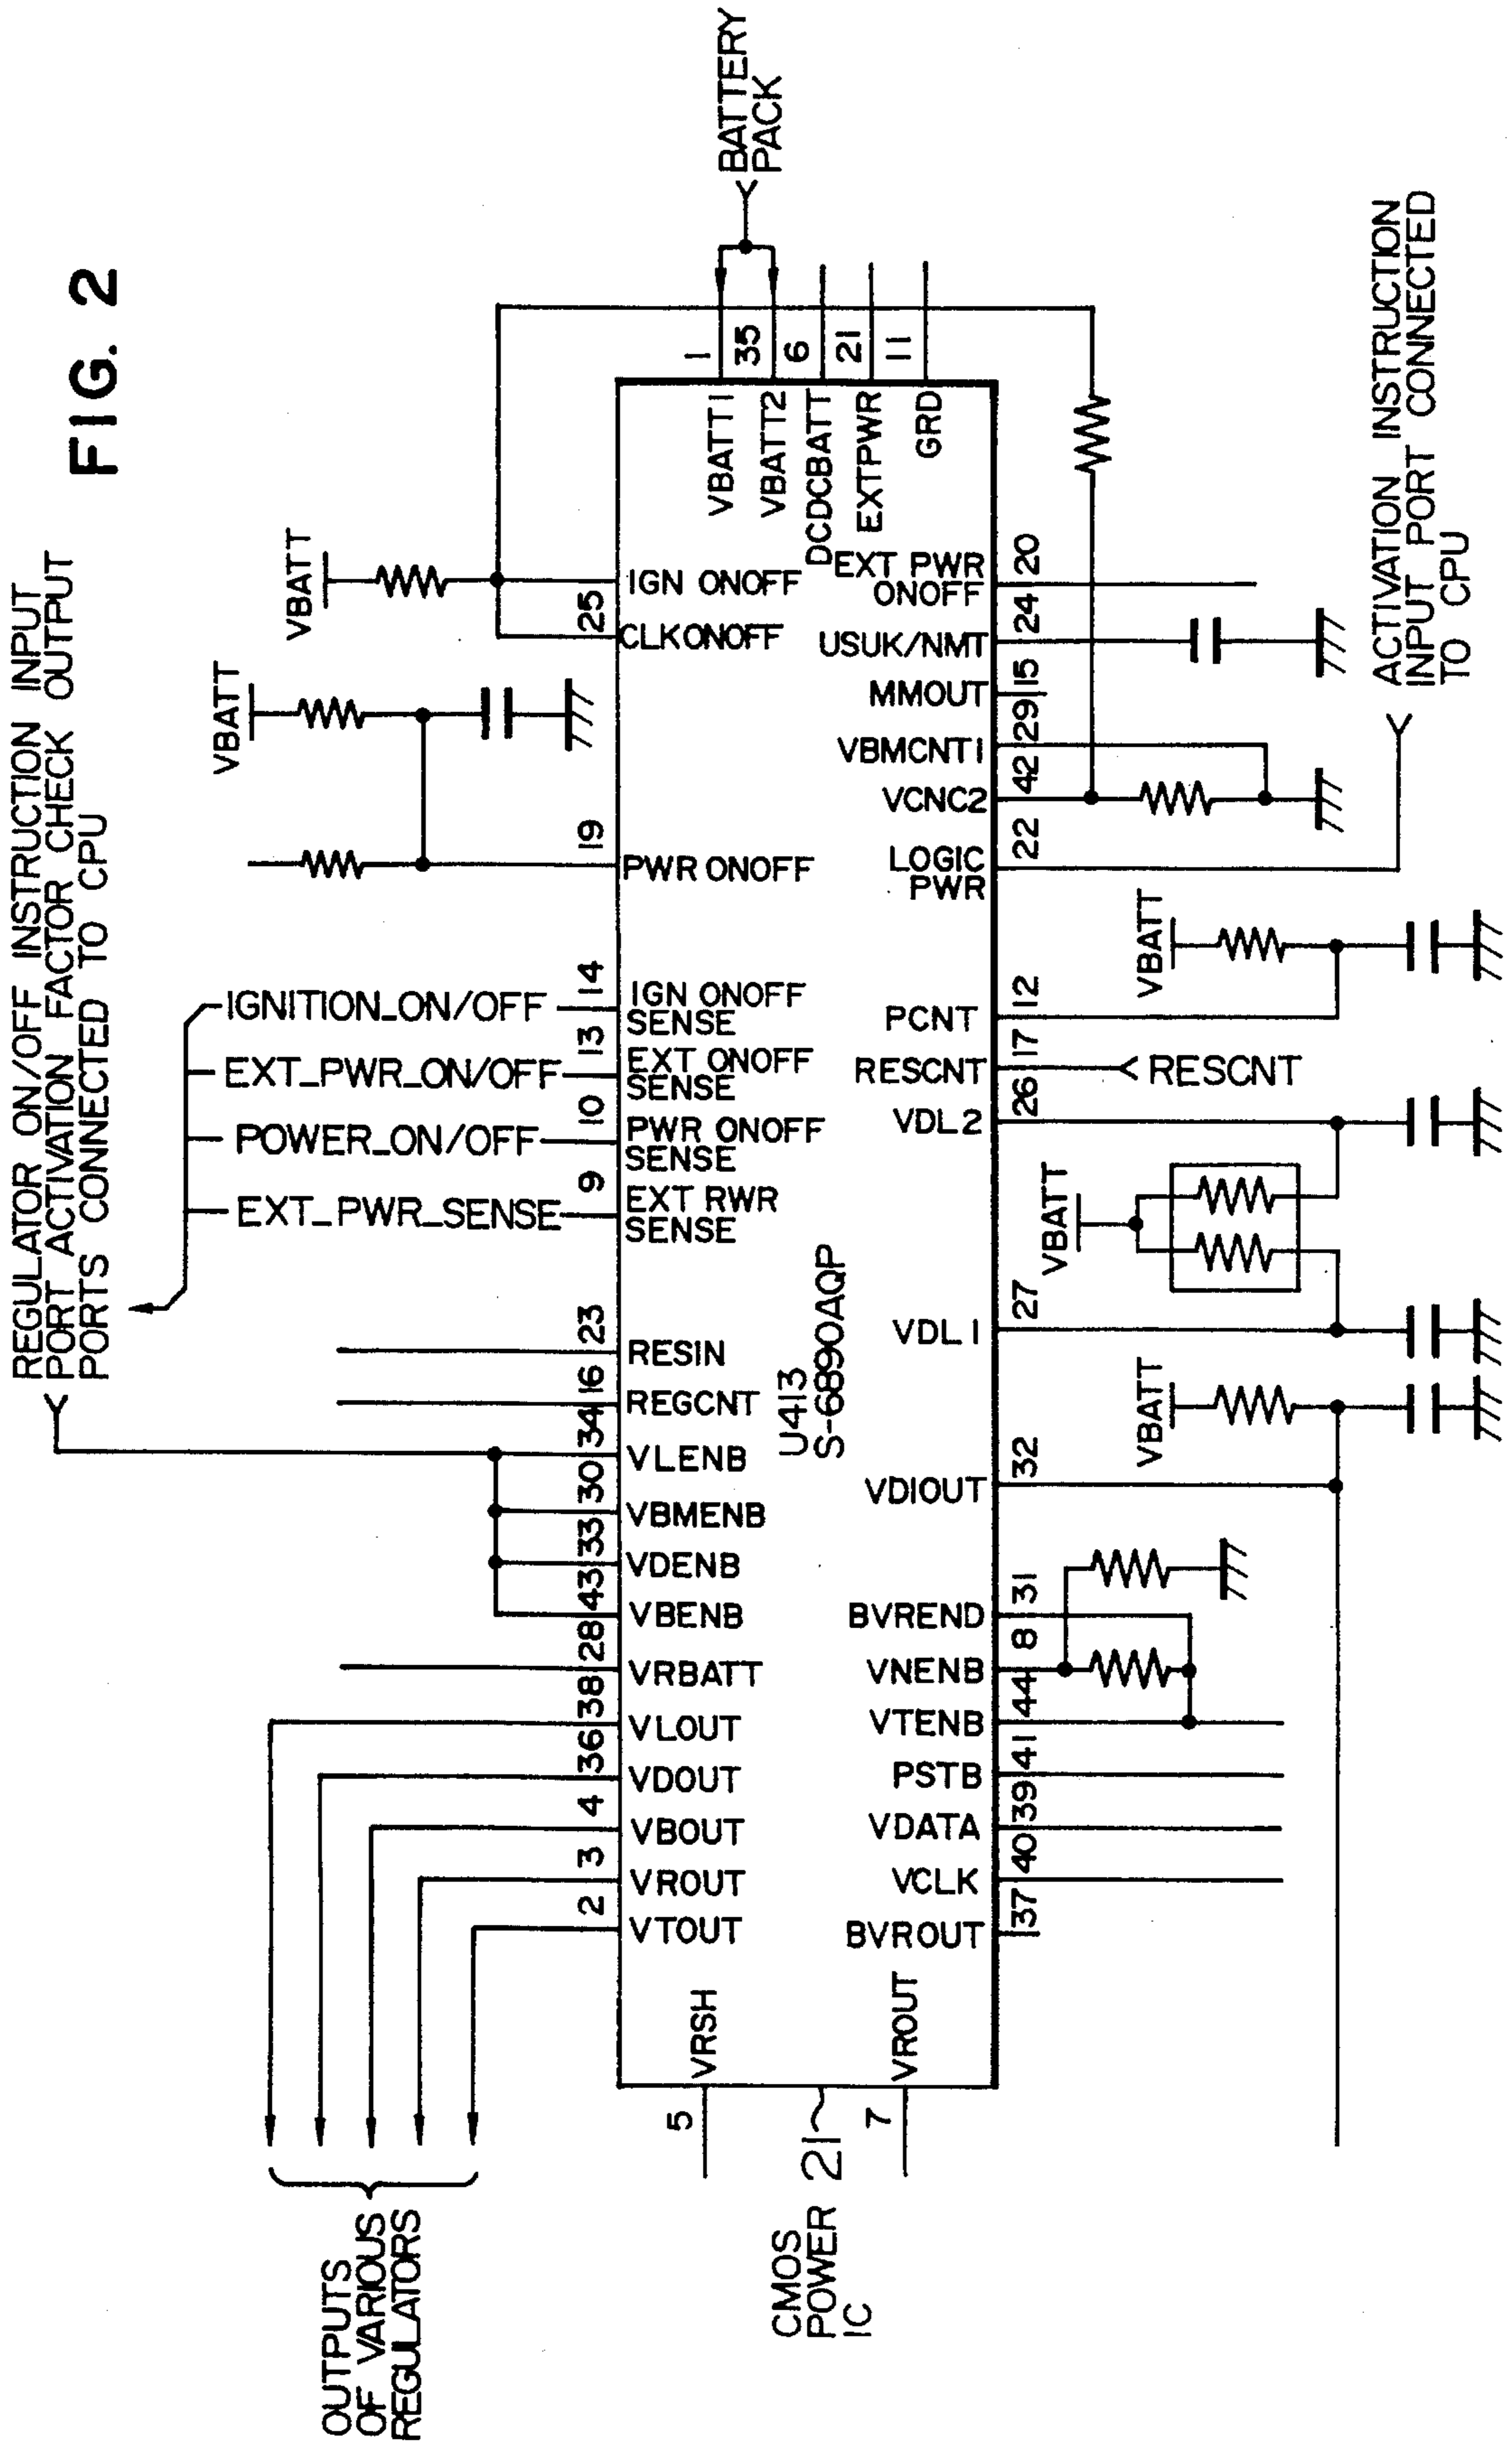 FIG. 2
REGULATOR ON/OFF INSTRUCTION INPUT
PORT ACTIVATION FACTOR CHECK OUTPUT
PORTS CONNECTED TO CPU
OUTPUTS
OF VARIOUS
REGULATORS
VBATT
VBATT
IGNITION_ON/OFF
EXT_PWR_ON/OFF
POWER_ON/OFF
EXT_PWR_SENSE
2
3
4
36
38
28
43
33
30
34
16
23
9
10
13
14
19
25
VTOUT
VROUT
VBOUT
VDOUT
VLOUT
VRBATT
VBENB
VDENB
VBMENB
VLENB
REGCNT
RESIN
EXT RWR
SENSE
PWR ONOFF
SENSE
EXT ONOFF
SENSE
IGN ONOFF
SENSE
PWR ONOFF
CLKONOFF
IGN ONOFF
5
VRSH
7
VROUT
CMOS
POWER
IC
21
U413
S-6890AQP
VBATT1
VBATT2
DCDCBATT
EXTPWR
GRD
1
35
6
21
11
BATTERY
PACK
BVROUT
VCLK
VDATA
PSTB
VTENB
VNENB
BVREND
VDIOUT
VDL1
VDL2
RESCNT
PCNT
LOGIC
PWR
VCNC2
VBMCNT1
MMOUT
USUK/NMT
EXT PWR
ONOFF
37
40
39
41
44
8
31
32
27
26
17
12
22
42
29
15
24
20
VBATT
VBATT
RESCNT
VBATT
ACTIVATION INSTRUCTION
INPUT PORT CONNECTED
TO CPU